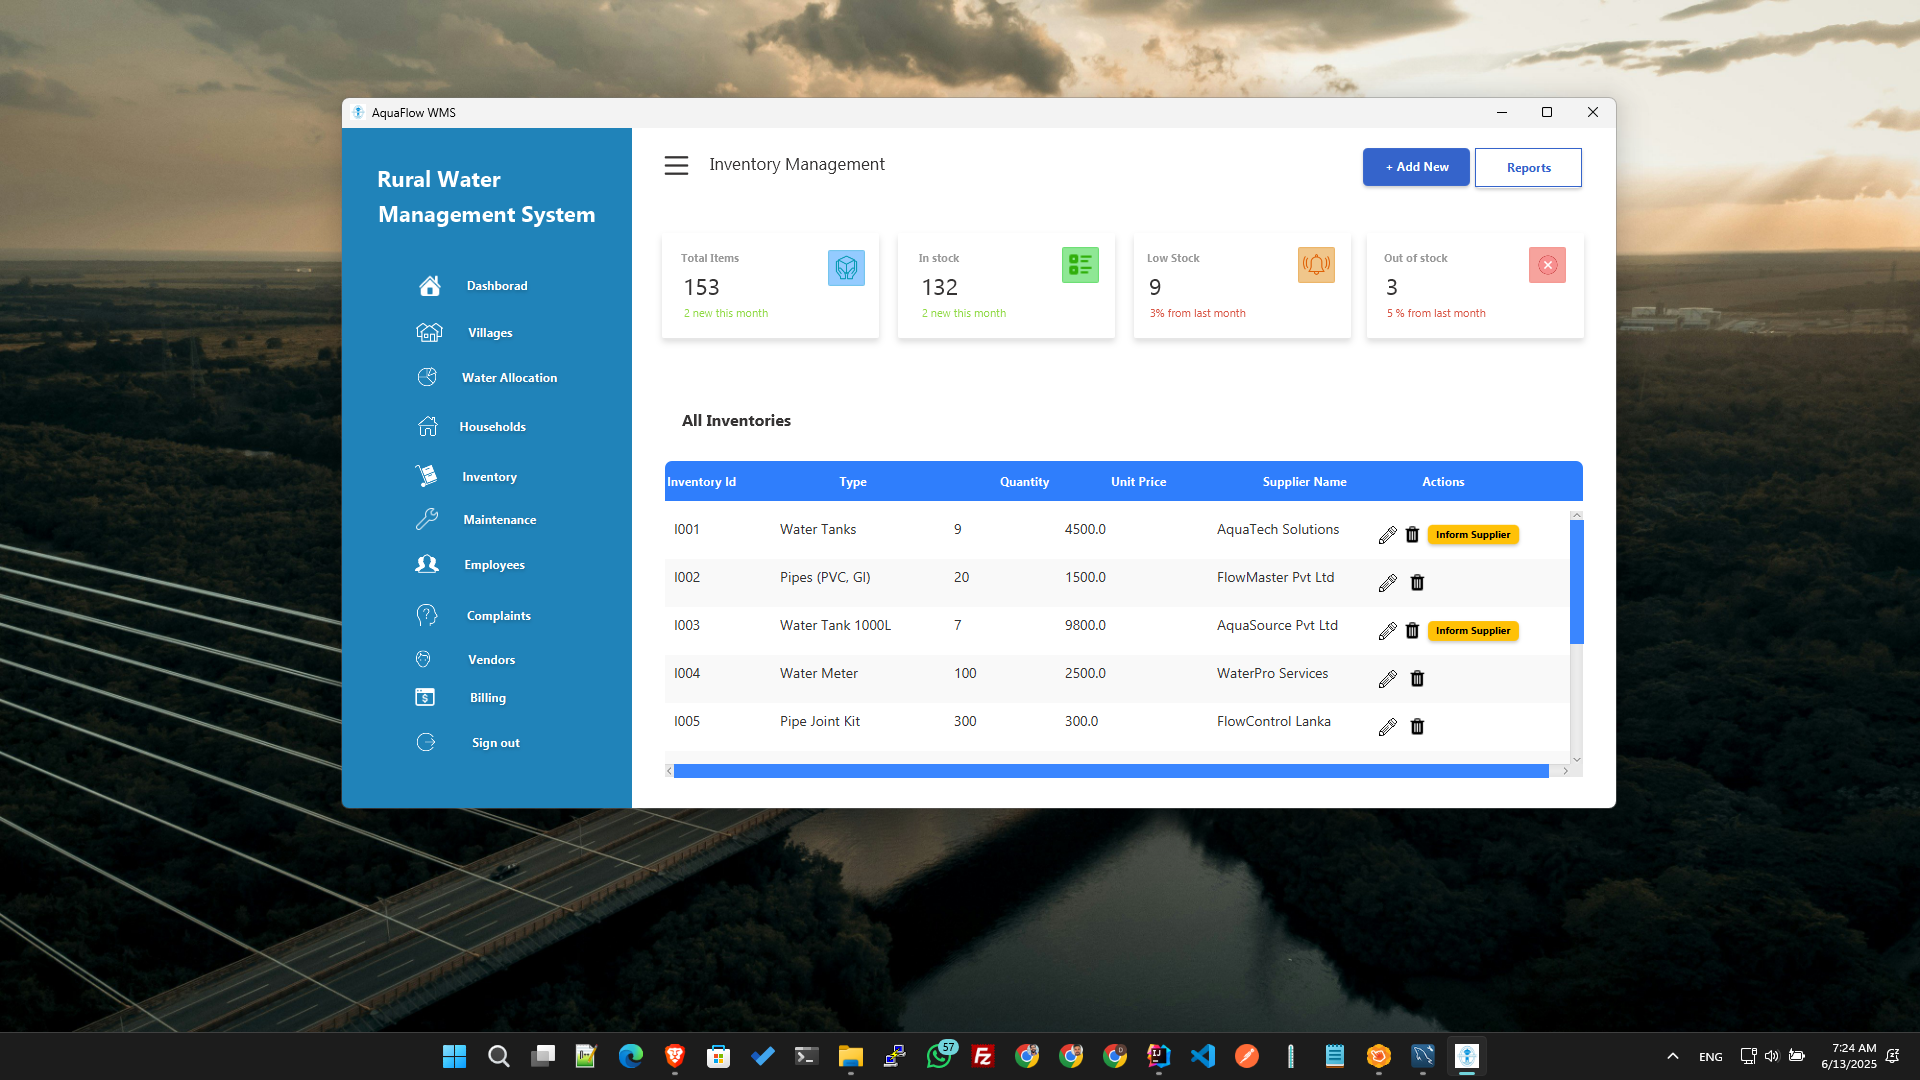 AquaFlow WMS
Rural Water
Management System
Dashborad
Villages
Water Allocation
Households
Inventory
Maintenance
Employees
Complaints
Vendors
Billing
Sign out
Inventory Management
+ Add New
Reports
Total Items
153
2 new this month
In stock
132
2 new this month
Low Stock
9
3% from last month
Out of stock
3
5 % from last month
All Inventories
Inventory Id Type Quantity Unit Price Supplier Name Actions
I001 Water Tanks 9 4500.0 AquaTech Solutions Inform Supplier
I002 Pipes (PVC, GI) 20 1500.0 FlowMaster Pvt Ltd
I003 Water Tank 1000L 7 9800.0 AquaSource Pvt Ltd Inform Supplier
I004 Water Meter 100 2500.0 WaterPro Services
I005 Pipe Joint Kit 300 300.0 FlowControl Lanka
57
ENG
7:24 AM
6/13/2025